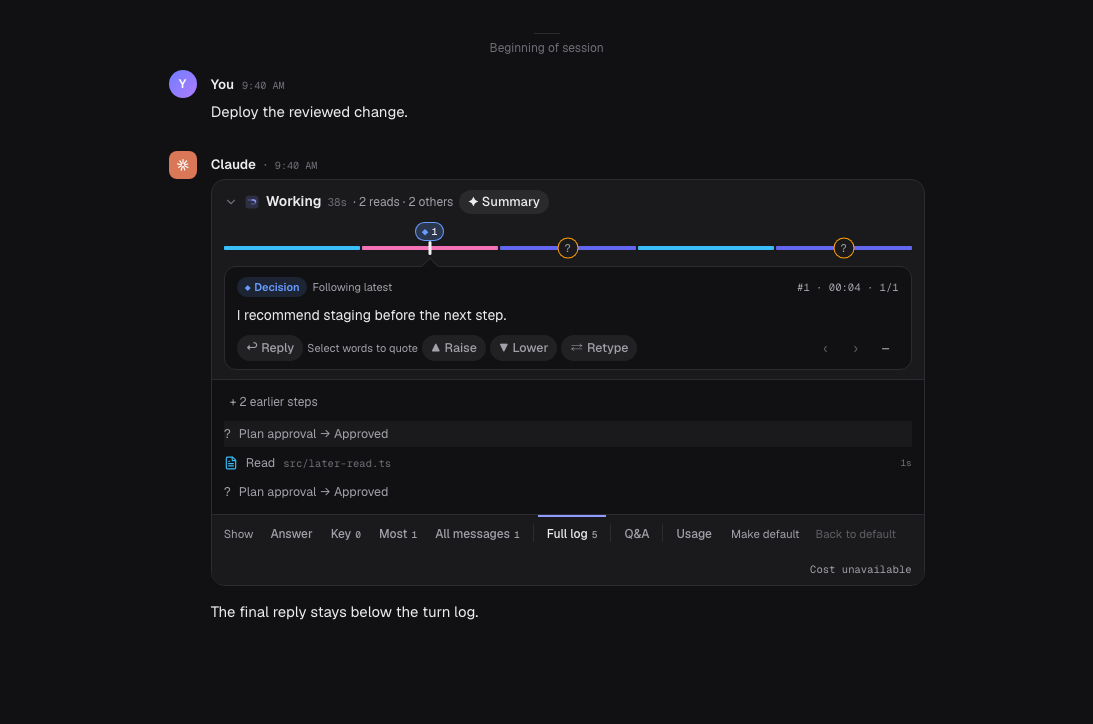 Beginning of session
Y You 9:40 AM
Deploy the reviewed change.
Claude · 9:40 AM
Working 38s · 2 reads · 2 others Summary
1
? ?
Decision Following latest #1 · 00:04 · 1/1
I recommend staging before the next step.
Reply Select words to quote Raise Lower Retype
+ 2 earlier steps
? Plan approval → Approved
Read src/later-read.ts 1s
? Plan approval → Approved
Show Answer Key 0 Most 1 All messages 1 Full log 5 Q&A Usage Make default Back to default
Cost unavailable
The final reply stays below the turn log.